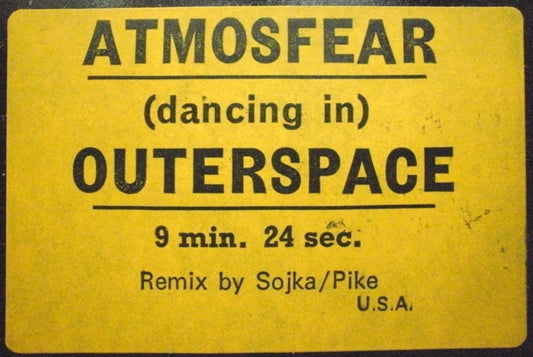 ATMOSFEAR
(dancing in)
OUTERSPACE
9 min. 24 sec.
Remix by Sojka/Pike
U.S.A.